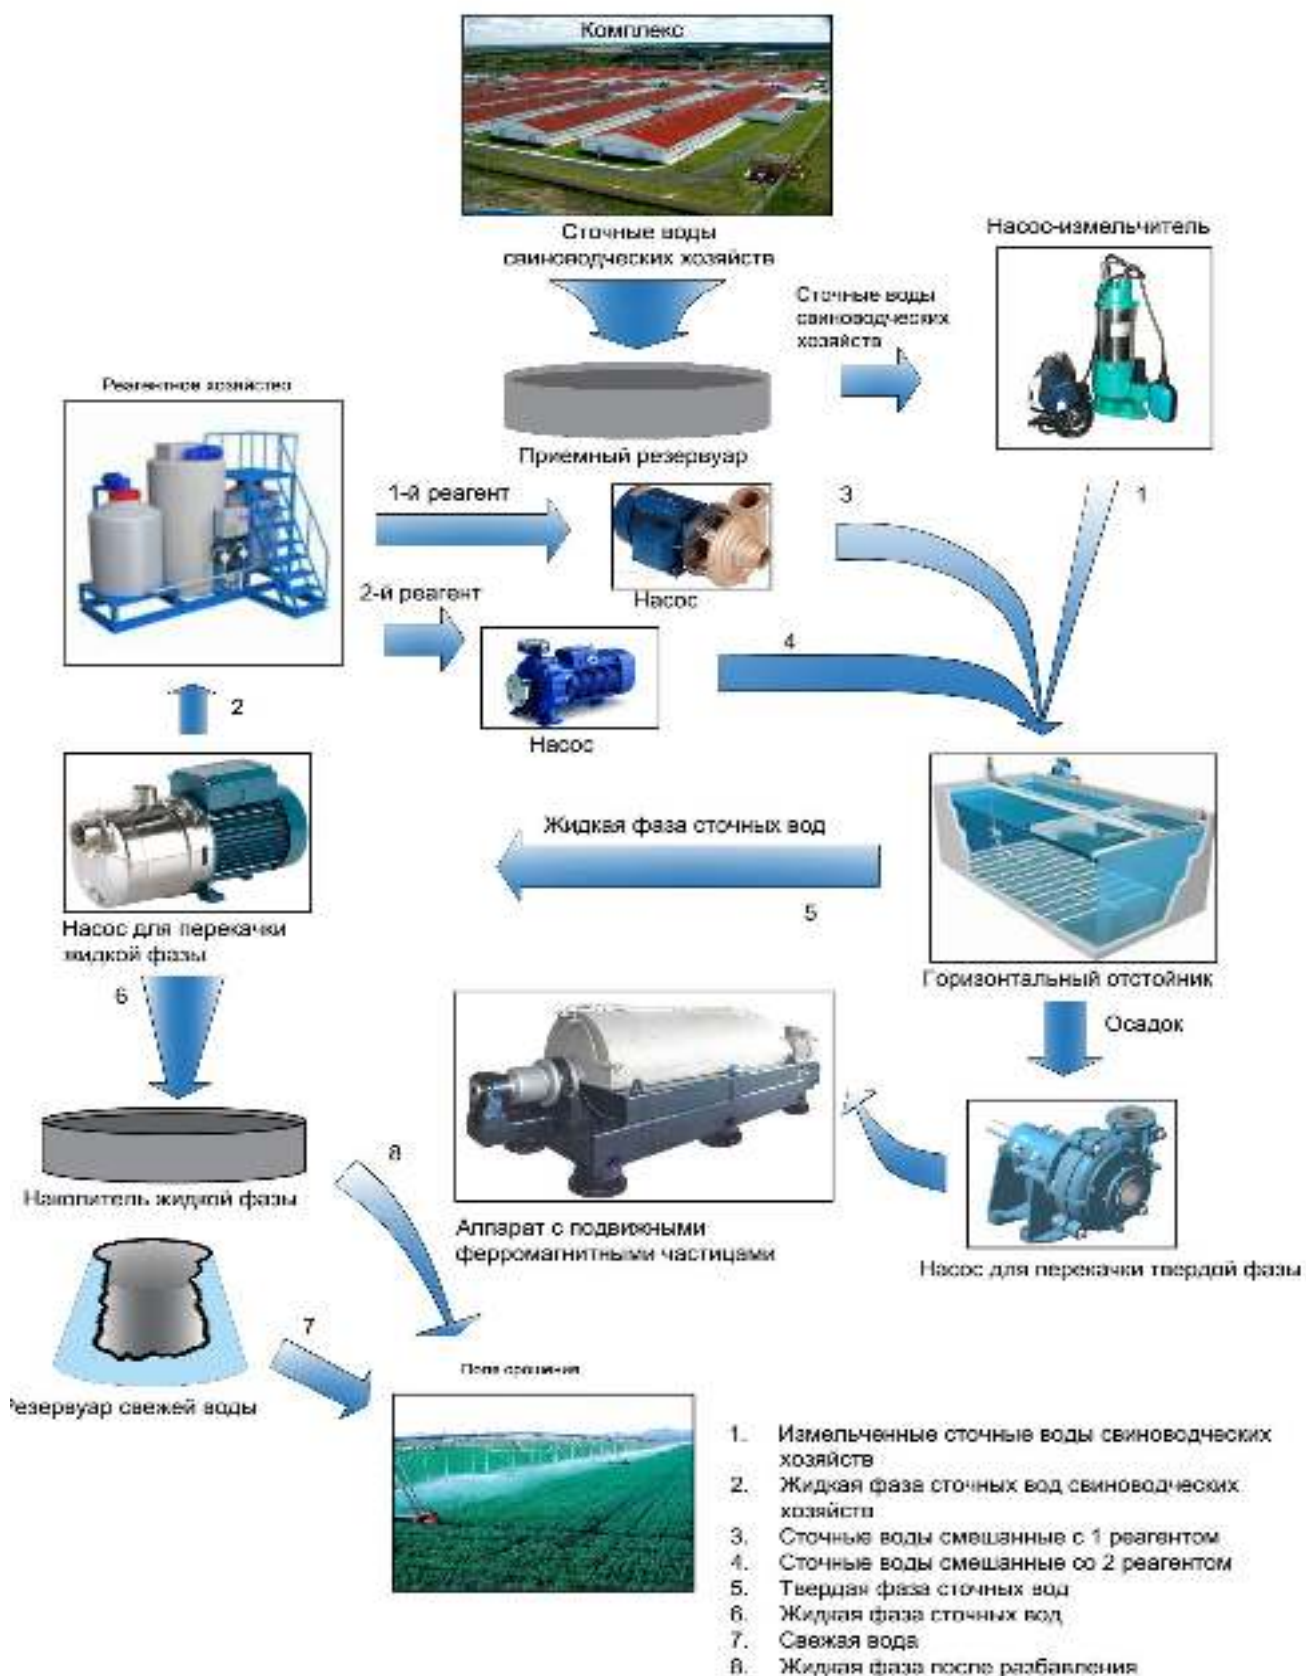 Комплекс
Сточные воды
свиноводческих хозяйств
Насос-измельчитель
Сточные воды
свиноводческих
хозяйств
Реагентное хозяйство
Приемный резервуар
1-й реагент
3
1
Насос
2-й реагент
4
2
Насос
Жидкая фаза сточных вод
5
Насос для перекачки
жидкой фазы
Горизонтальный отстойник
6
Осадок
8
Накопитель жидкой фазы
Аппарат с подвижными
ферромагнитными частицами
Насос для перекачки твердой фазы
7
Поле орошения
Резервуар свежей воды
1. Измельченные сточные воды свиноводческих
хозяйств
2. Жидкая фаза сточных вод свиноводческих
хозяйств
3. Сточные воды смешанные с 1 реагентом
4. Сточные воды смешанные со 2 реагентом
5. Твердая фаза сточных вод
6. Жидкая фаза сточных вод
7. Свежая вода
8. Жидкая фаза после разбавления